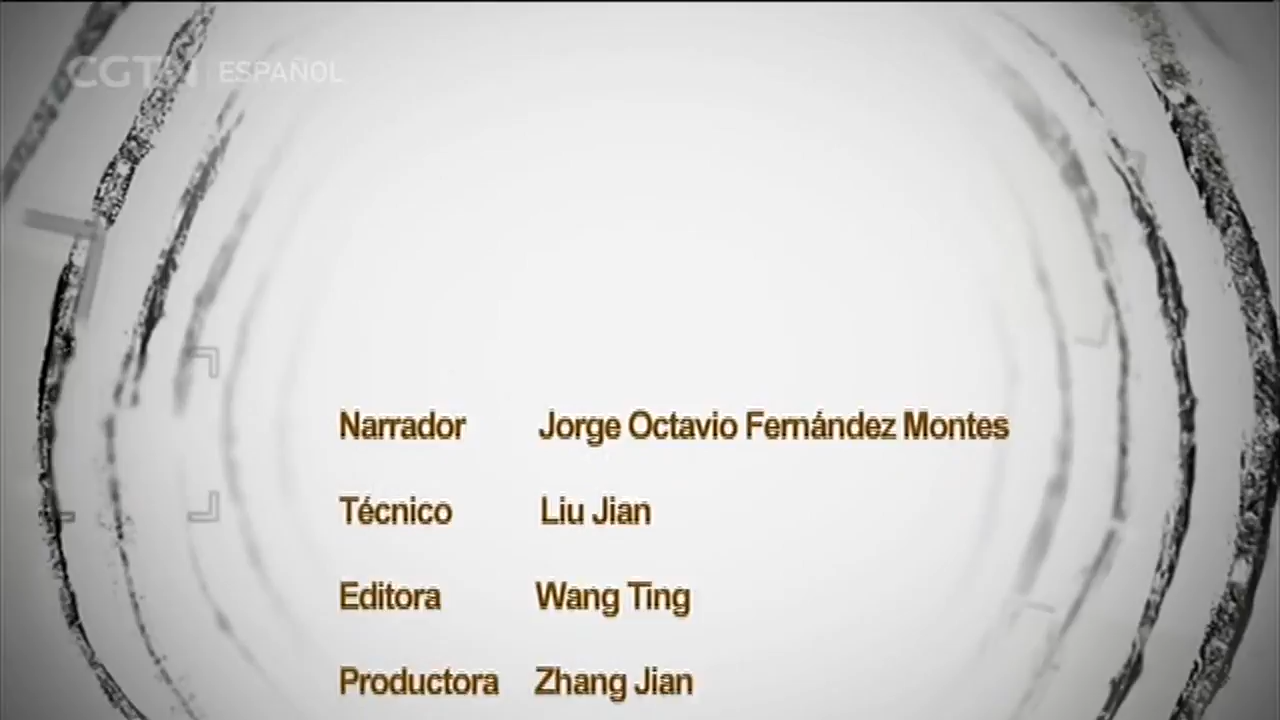 CGTN ESPAÑOL
Narrador Jorge Octavio Fernández Montes
Técnico Liu Jian
Editora Wang Ting
Productora Zhang Jian